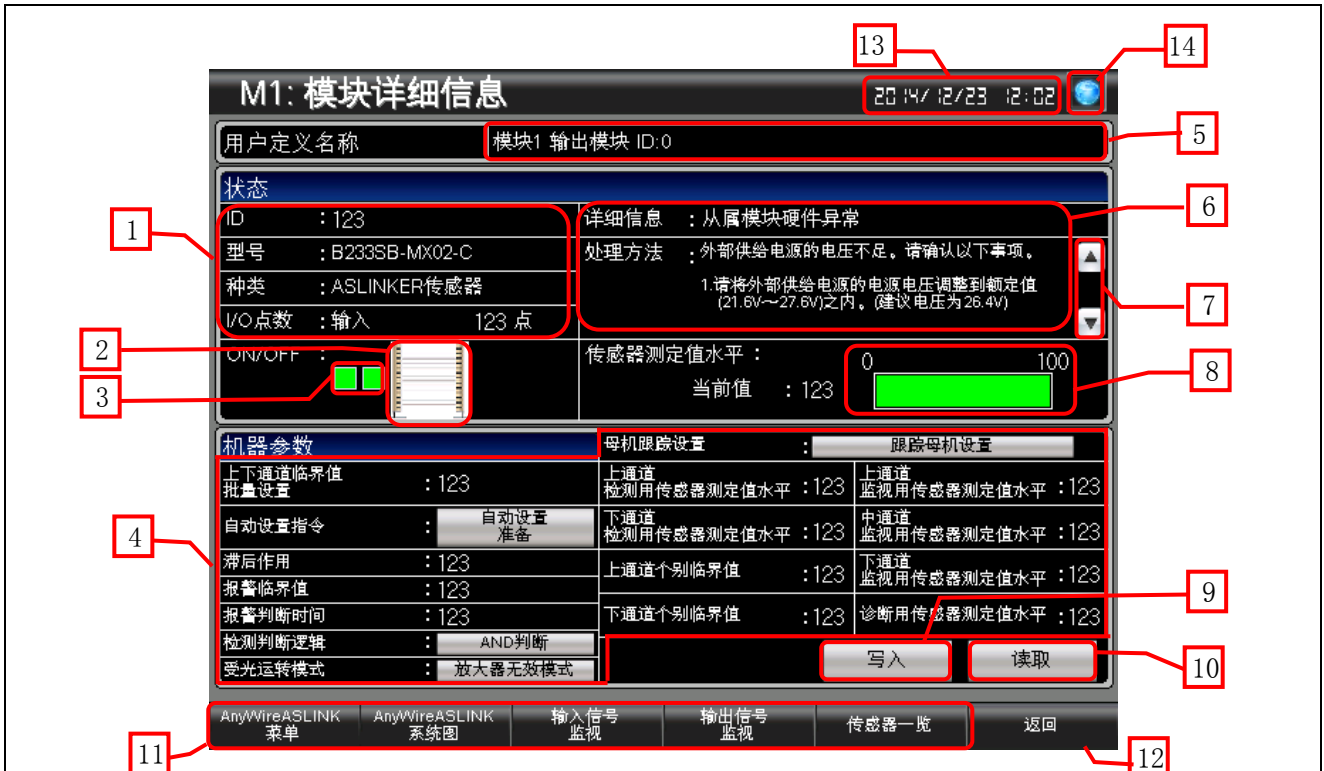 13
14
M1: 模块详细信息
2014/12/23 12:02
用户定义名称
模块1 输出模块 ID:0
5
状态
1
ID :123
型号 :B233SB-MX02-C
种类 :ASLINKER传感器
I/O点数 :输入 123 点
ON/OFF :
2
3
详细信息 :从属模块硬件异常
处理方法 :外部供给电源的电压不足。请确认以下事项。
1.请将外部供给电源的电源电压调整到额定值
(21.6V～27.6V)之内。(建议电压为26.4V)
6
7
传感器测定值水平:
当前值 :123
0 100
8
机器参数
4
上下通道临界值
批量设置 :123
自动设置指令 :
自动设置
准备
滞后作用 :123
报警临界值 :123
报警判断时间 :123
检测判断逻辑 : AND判断
受光运转模式 : 放大器无效模式
母机跟踪设置 : 跟踪母机设置
上通道
检测用传感器测定值水平 :123
下通道
检测用传感器测定值水平 :123
上通道个别临界值 :123
下通道个别临界值 :123
上通道
监视用传感器测定值水平 :123
中通道
监视用传感器测定值水平 :123
下通道
监视用传感器测定值水平 :123
诊断用传感器测定值水平 :123
9
写入
读取
10
AnyWireASLINK
菜单
AnyWireASLINK
系统图
输入信号
监视
输出信号
监视
传感器一览
返回
11
12